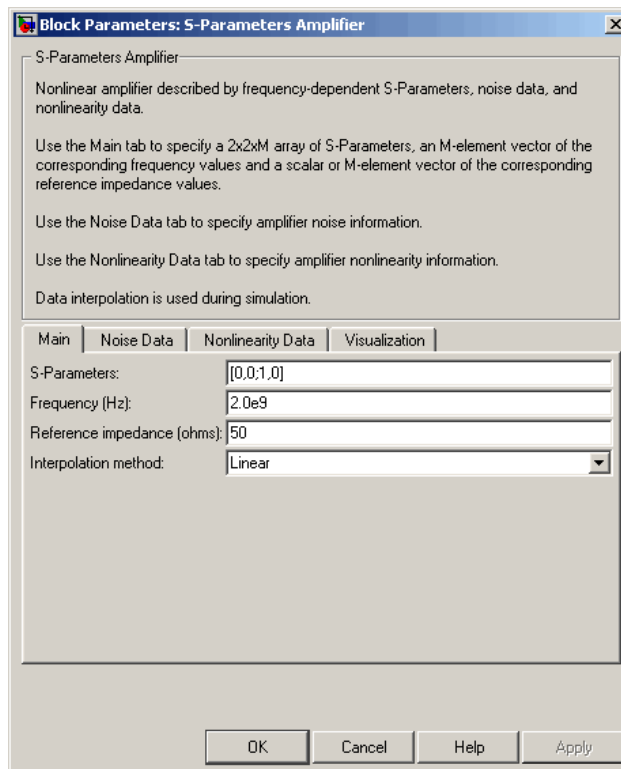 Block Parameters: S-Parameters Amplifier
S-Parameters Amplifier
Nonlinear amplifier described by frequency-dependent S-Parameters, noise data, and
nonlinearity data.
Use the Main tab to specify a 2x2xM array of S-Parameters, an M-element vector of the
corresponding frequency values and a scalar or M-element vector of the corresponding
reference impedance values.
Use the Noise Data tab to specify amplifier noise information.
Use the Nonlinearity Data tab to specify amplifier nonlinearity information.
Data interpolation is used during simulation.
Main Noise Data Nonlinearity Data Visualization
S-Parameters: [0,0;1,0]
Frequency (Hz): 2.0e9
Reference impedance (ohms): 50
Interpolation method: Linear
OK Cancel Help Apply